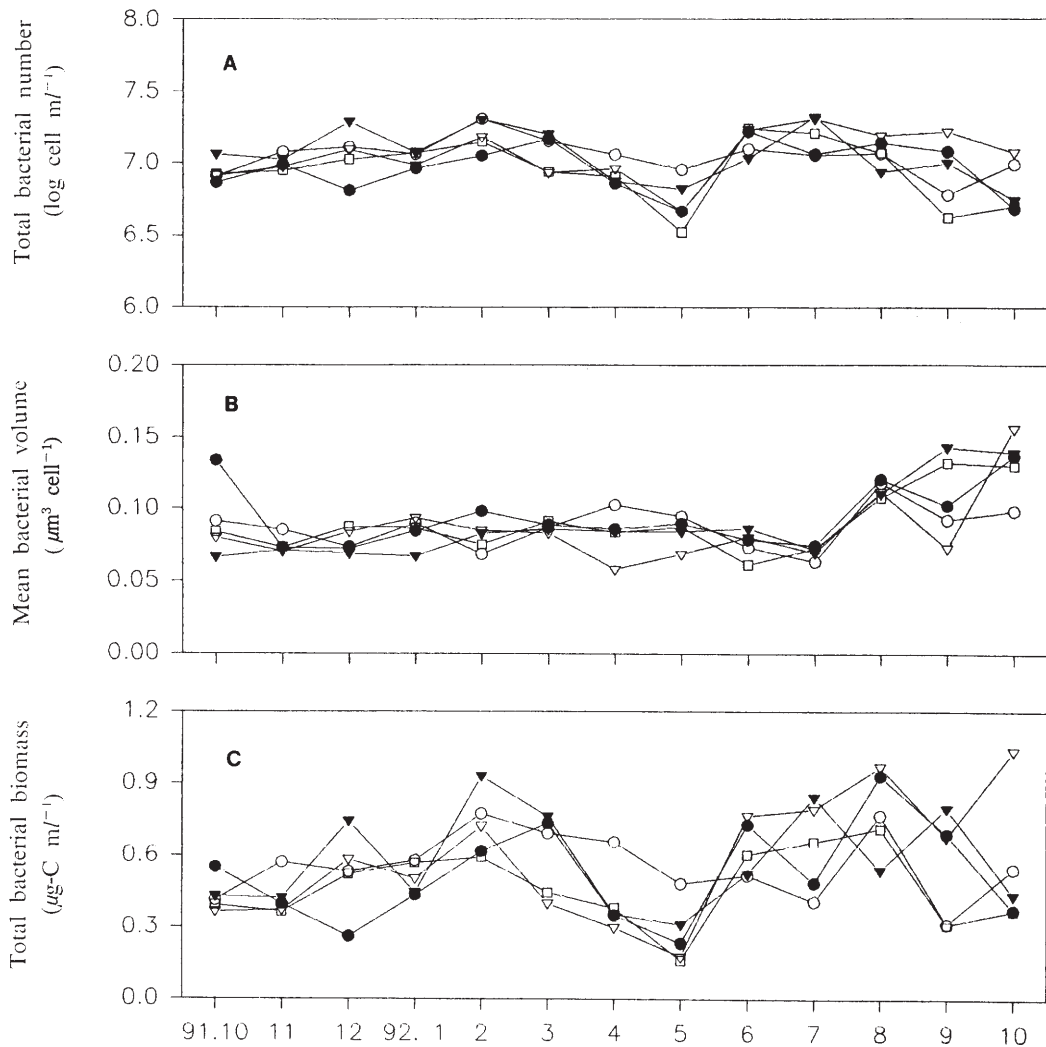 Total bacterial number
(log cell ml⁻¹)
8.0
7.5
7.0
6.5
6.0
A
Mean bacterial volume
(μm³ cell⁻¹)
0.20
0.15
0.10
0.05
0.00
B
Total bacterial biomass
(μg-C ml⁻¹)
1.2
0.9
0.6
0.3
0.0
C
91.10 11 12 92. 1 2 3 4 5 6 7 8 9 10